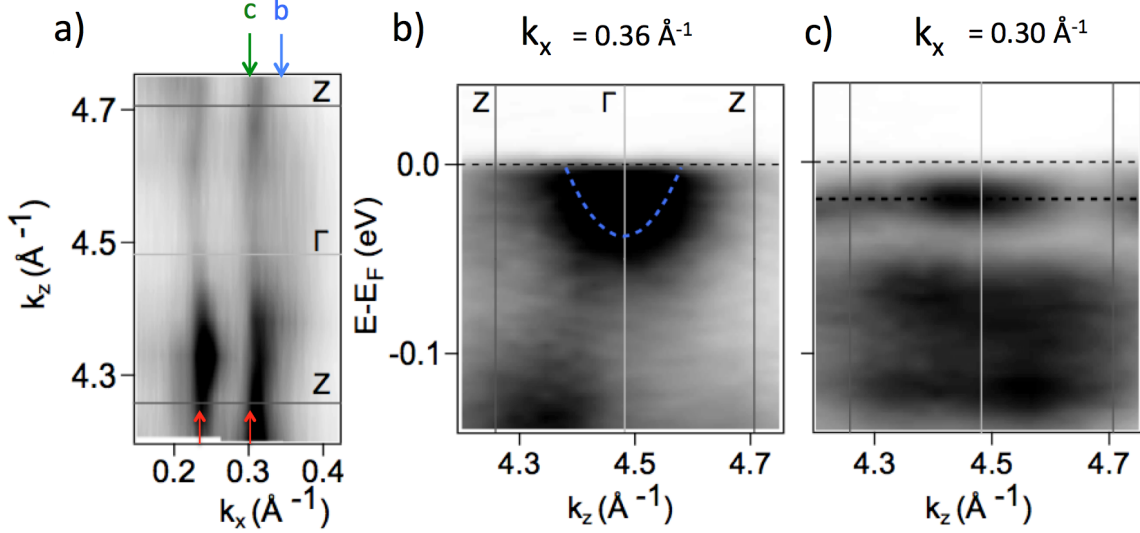 a)
c b
4.7
4.5
4.3
Z
Γ
Z
k_z (Å⁻¹)
0.2 0.3 0.4
k_x (Å⁻¹)
b) k_x = 0.36 Å⁻¹
Z Γ Z
0.0
-0.1
E-E_F (eV)
4.3 4.5 4.7
k_z (Å⁻¹)
c) k_x = 0.30 Å⁻¹
4.3 4.5 4.7
k_z (Å⁻¹)